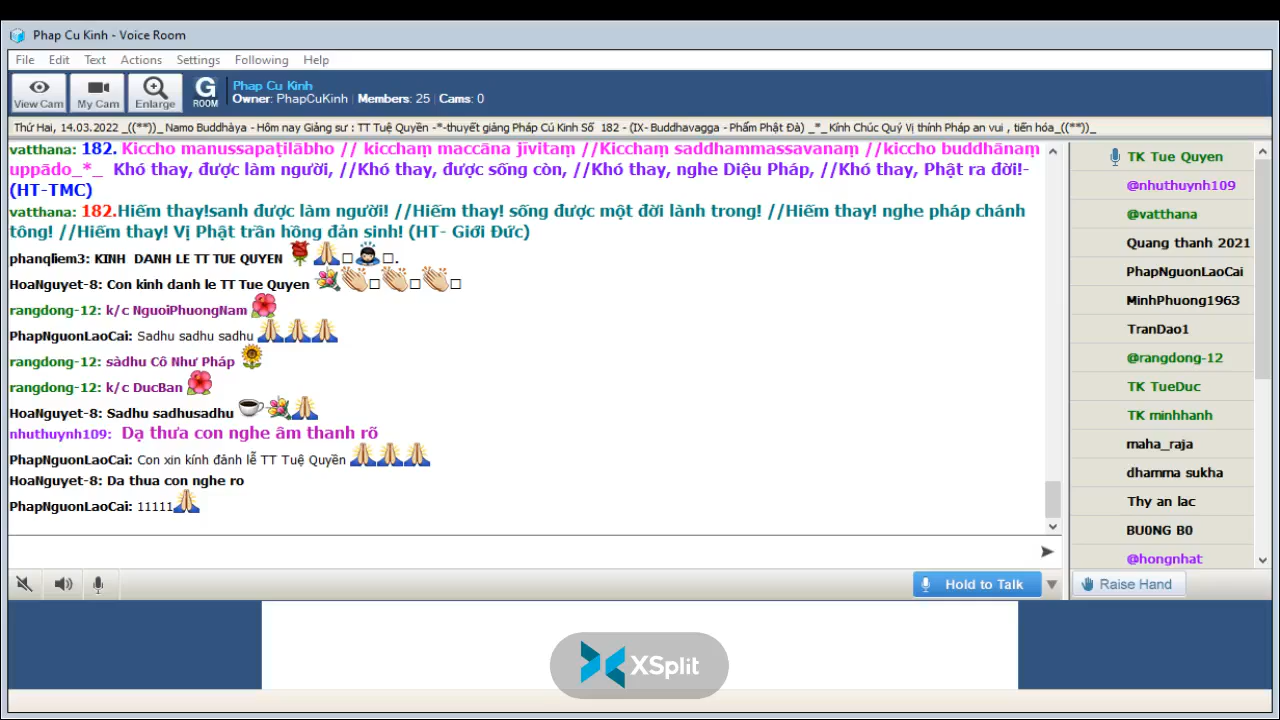 Phap Cu Kinh - Voice Room
File Edit Text Actions Settings Following Help
View Cam My Cam Enlarge G ROOM
Phap Cu Kinh
Owner: PhapCuKinh | Members: 25 | Cams: 0
Thứ Hai, 14.03.2022 _((**))_ Namo Buddhàya - Hôm nay Giảng sư : TT Tuệ Quyền -*-thuyết giảng Pháp Cú Kinh Số 182 - (IX- Buddhavagga - Phẩm Phật Đà) _*_ Kính Chúc Quý Vị thính Pháp an vui , tiến hóa_((**)_
vatthana: 182. Kiccho manussapaṭilābho // kicchaṃ maccāna jīvitaṃ //Kicchaṃ saddhammassavanaṃ //kiccho buddhānaṃ
uppādo_*_ Khó thay, được làm người, //Khó thay, được sống còn, //Khó thay, nghe Diệu Pháp, //Khó thay, Phật ra đời!-
(HT-TMC)
vatthana: 182.Hiếm thay!sanh được làm người! //Hiếm thay! sống được một đời lành trong! //Hiếm thay! nghe pháp chánh
tông! //Hiếm thay! Vị Phật trần hồng đản sinh! (HT- Giới Đức)
phanqliem3: KINH DANH LE TT TUE QUYEN .
HoaNguyet-8: Con kinh danh le TT Tue Quyen
rangdong-12: k/c NguoiPhuongNam
PhapNguonLaoCai: Sadhu sadhu sadhu
rangdong-12: sàdhu Cô Như Pháp
rangdong-12: k/c DucBan
HoaNguyet-8: Sadhu sadhusadhu
nhuthuynh109: Dạ thưa con nghe âm thanh rõ
PhapNguonLaoCai: Con xin kính đảnh lễ TT Tuệ Quyền
HoaNguyet-8: Da thua con nghe ro
PhapNguonLaoCai: 11111
TK Tue Quyen
@nhuthuynh109
@vatthana
Quang thanh 2021
PhapNguonLaoCai
MinhPhuong1963
TranDao1
@rangdong-12
TK TueDuc
TK minhhanh
maha_raja
dhamma sukha
Thy an lac
BU0NG B0
@hongnhat
Hold to Talk
Raise Hand
XSplit